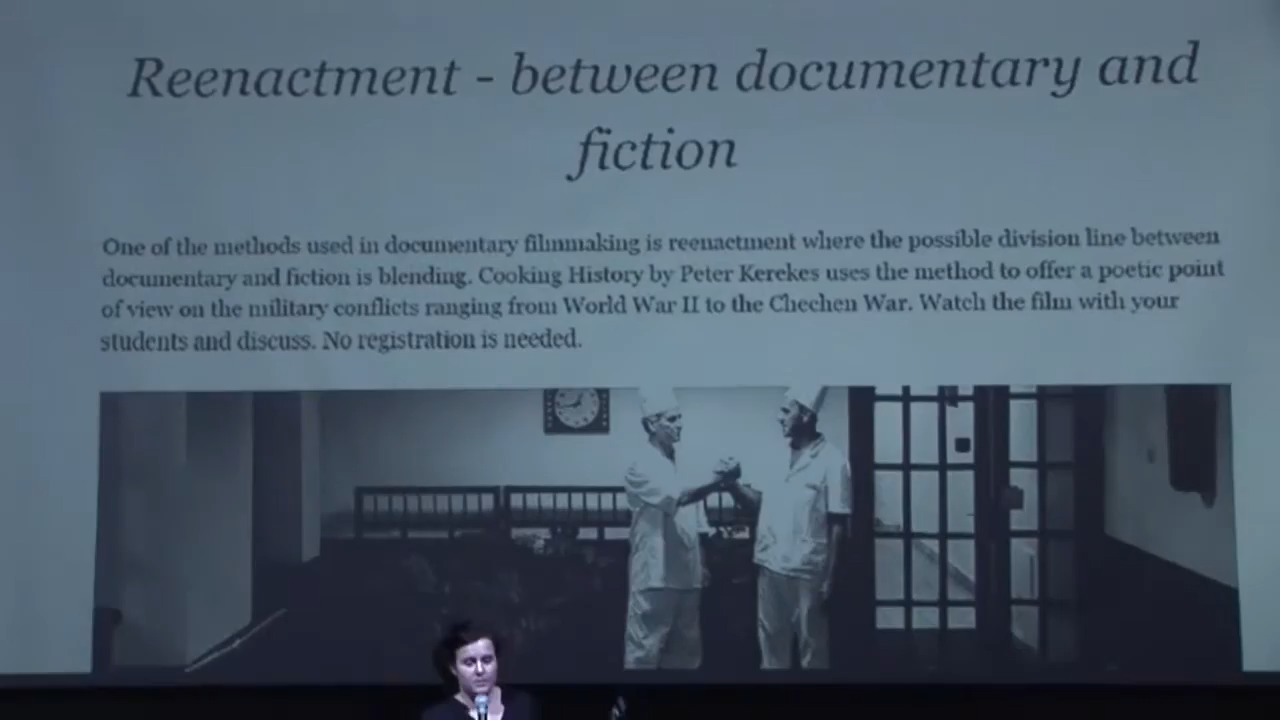 Reenactment - between documentary and
fiction
One of the methods used in documentary filmmaking is reenactment where the possible division line between
documentary and fiction is blending. Cooking History by Peter Kerekes uses the method to offer a poetic point
of view on the military conflicts ranging from World War II to the Chechen War. Watch the film with your
students and discuss. No registration is needed.